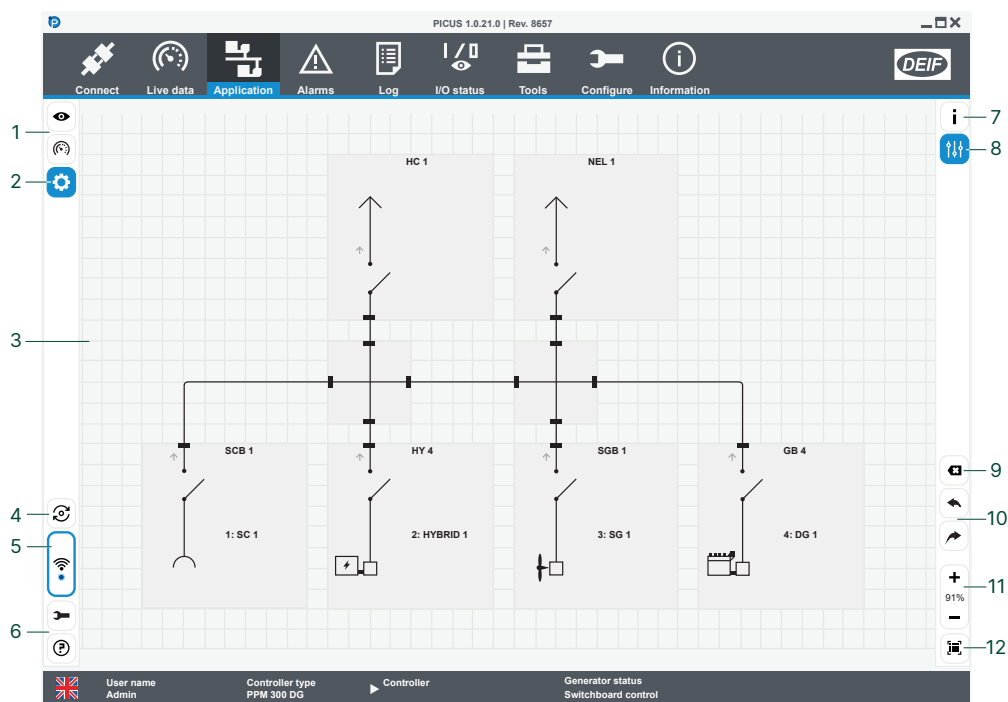 PICUS 1.0.21.0 | Rev. 8657
Connect Live data Application Alarms Log I/O status Tools Configure Information
DEIF
1
2
3
4
5
6
7
8
9
10
11
12
HC 1
NEL 1
SCB 1
HY 4
SGB 1
GB 4
1: SC 1
2: HYBRID 1
3: SG 1
4: DG 1
91%
User name
Admin
Controller type
PPM 300 DG
Controller
Generator status
Switchboard control